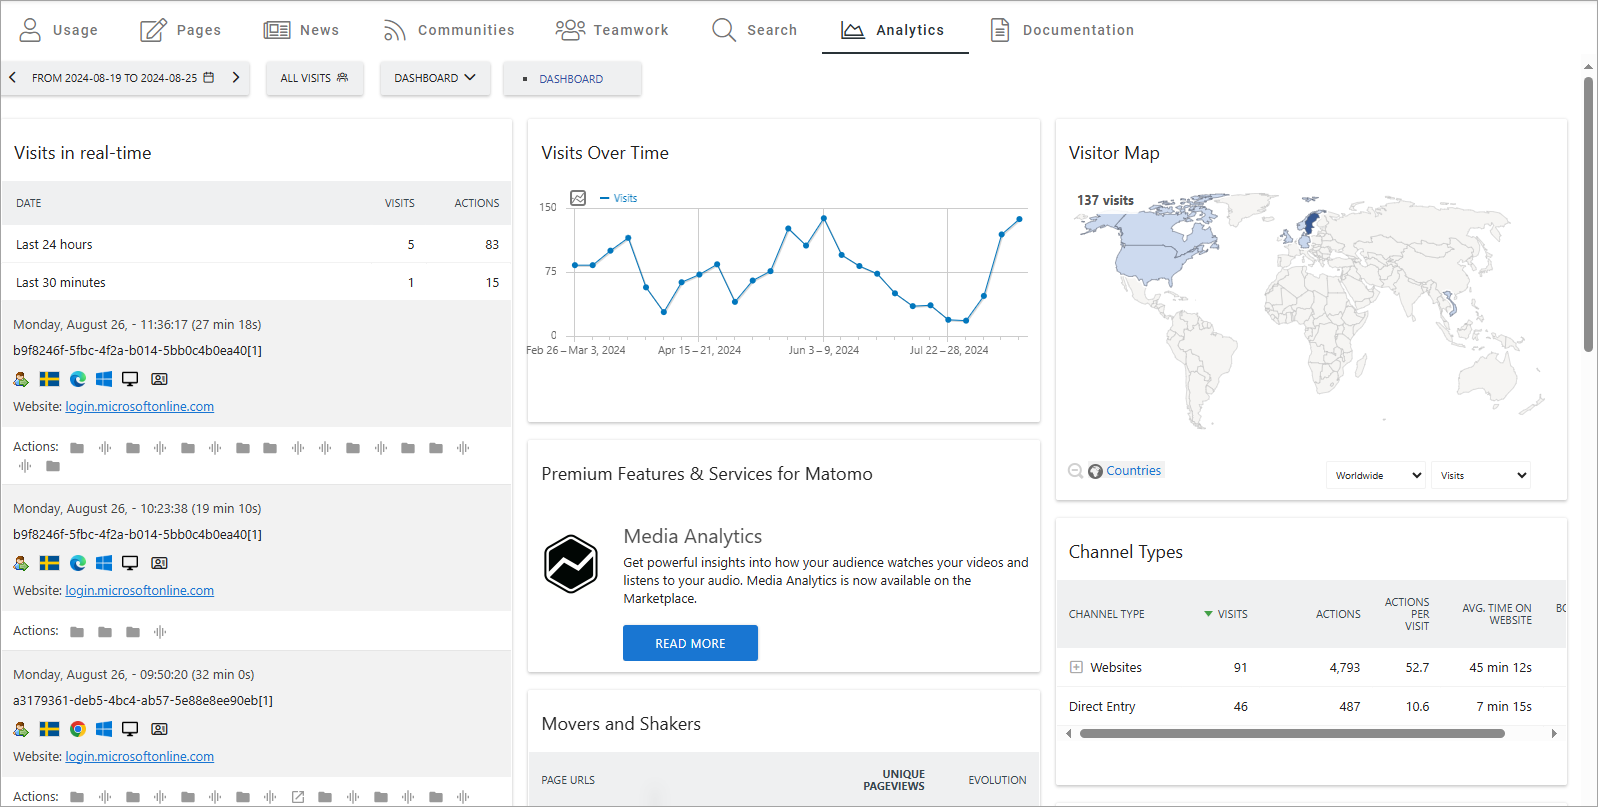 Usage Pages News Communities Teamwork Search Analytics Documentation
FROM 2024-08-19 TO 2024-08-25 ALL VISITS DASHBOARD DASHBOARD
Visits in real-time
DATE VISITS ACTIONS
Last 24 hours 5 83
Last 30 minutes 1 15
Monday, August 26, - 11:36:17 (27 min 18s)
b9f8246f-5fbc-4f2a-b014-5bb0c4b0ea40[1]
Website: login.microsoftonline.com
Actions:
Monday, August 26, - 10:23:38 (19 min 10s)
b9f8246f-5fbc-4f2a-b014-5bb0c4b0ea40[1]
Website: login.microsoftonline.com
Actions:
Monday, August 26, - 09:50:20 (32 min 0s)
a3179361-deb5-4bc4-ab57-5e88e8ee90eb[1]
Website: login.microsoftonline.com
Actions:
Visits Over Time
Visits
150
75
0
Feb 26 – Mar 3, 2024 Apr 15 – 21, 2024 Jun 3 – 9, 2024 Jul 22 – 28, 2024
Premium Features & Services for Matomo
Media Analytics
Get powerful insights into how your audience watches your videos and
listens to your audio. Media Analytics is now available on the
Marketplace.
READ MORE
Movers and Shakers
PAGE URLS UNIQUE PAGEVIEWS EVOLUTION
Visitor Map
137 visits
Countries Worldwide Visits
Channel Types
CHANNEL TYPE VISITS ACTIONS ACTIONS PER VISIT AVG. TIME ON WEBSITE
Websites 91 4,793 52.7 45 min 12s
Direct Entry 46 487 10.6 7 min 15s